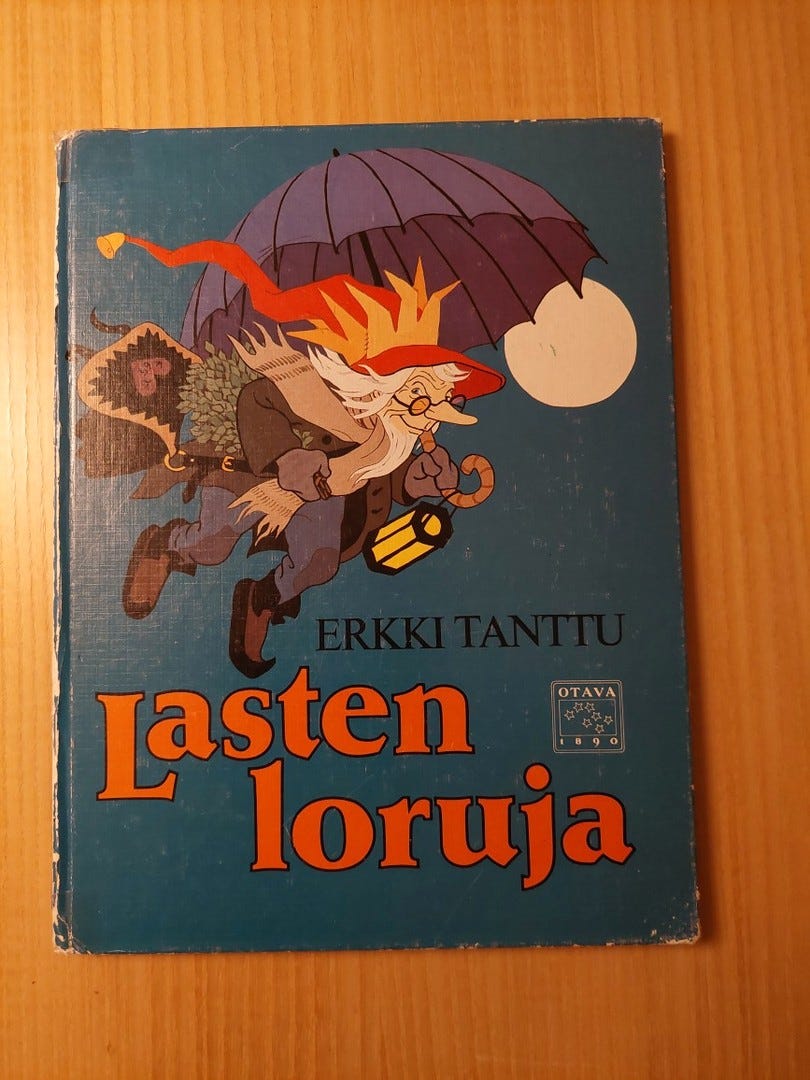 ERKKI TANTTU
Lasten
loruja
OTAVA
1890